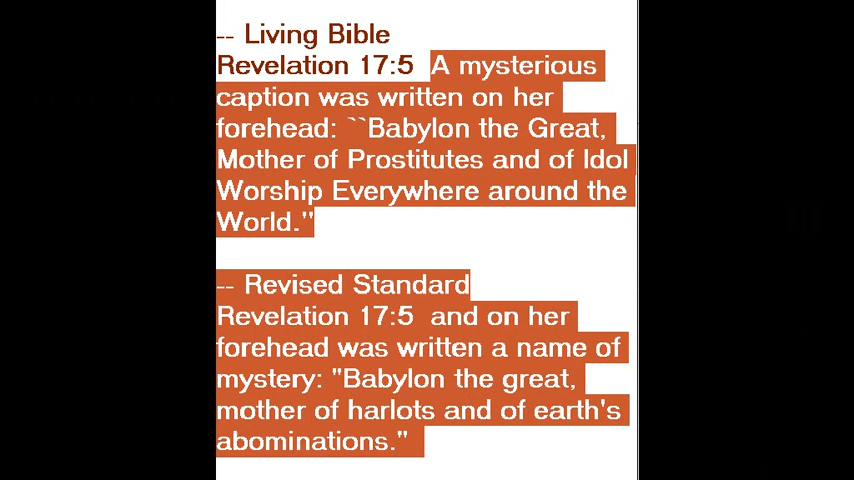 -- Living Bible
Revelation 17:5  A mysterious
caption was written on her
forehead: ``Babylon the Great,
Mother of Prostitutes and of Idol
Worship Everywhere around the
World.''
-- Revised Standard
Revelation 17:5  and on her
forehead was written a name of
mystery: "Babylon the great,
mother of harlots and of earth's
abominations."